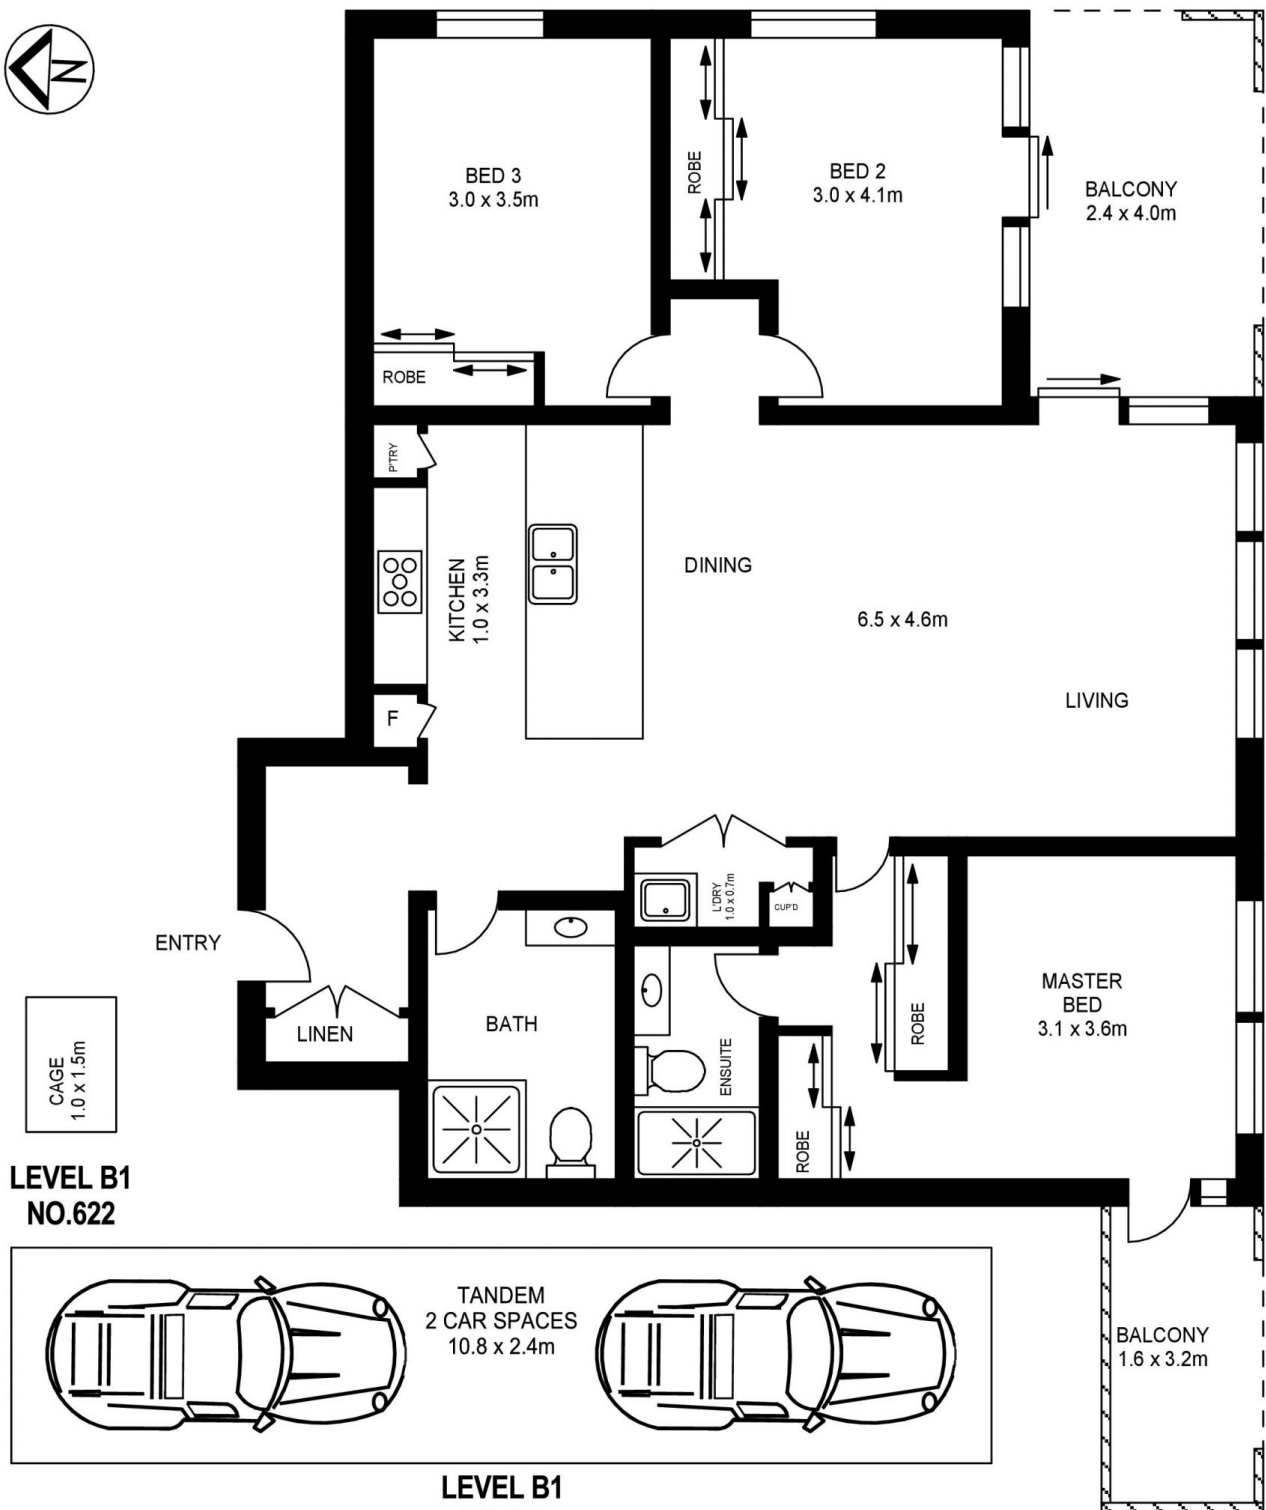 N
BED 3
3.0 x 3.5m
ROBE
ROBE
BED 2
3.0 x 4.1m
BALCONY
2.4 x 4.0m
P'TRY
KITCHEN
1.0 x 3.3m
F
DINING
6.5 x 4.6m
LIVING
L'DRY
1.0 x 0.7m
CUP'D
ENTRY
LINEN
BATH
ENSUITE
ROBE
ROBE
MASTER
BED
3.1 x 3.6m
CAGE
1.0 x 1.5m
LEVEL B1
NO.622
TANDEM
2 CAR SPACES
10.8 x 2.4m
BALCONY
1.6 x 3.2m
LEVEL B1